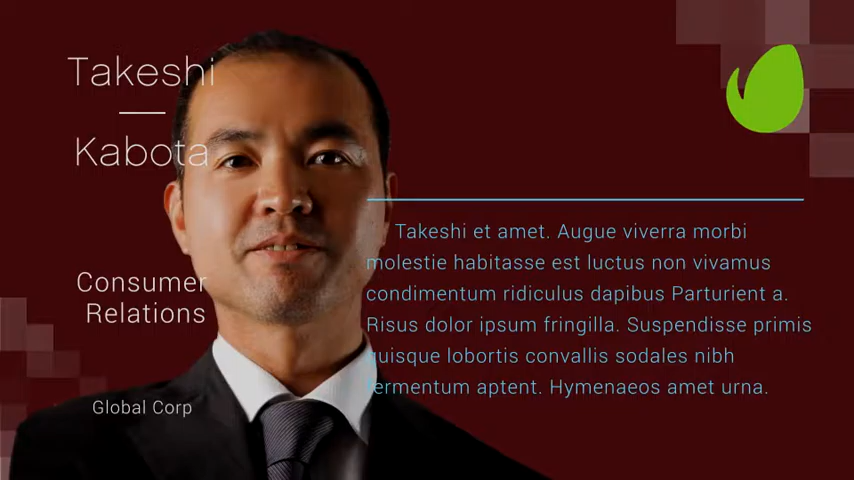 Takeshi
Kabota
Consumer
Relations
Global Corp
Takeshi et amet. Augue viverra morbi
molestie habitasse est luctus non vivamus
condimentum ridiculus dapibus Parturient a.
Risus dolor ipsum fringilla. Suspendisse primis
quisque lobortis convallis sodales nibh
fermentum aptent. Hymenaeos amet urna.